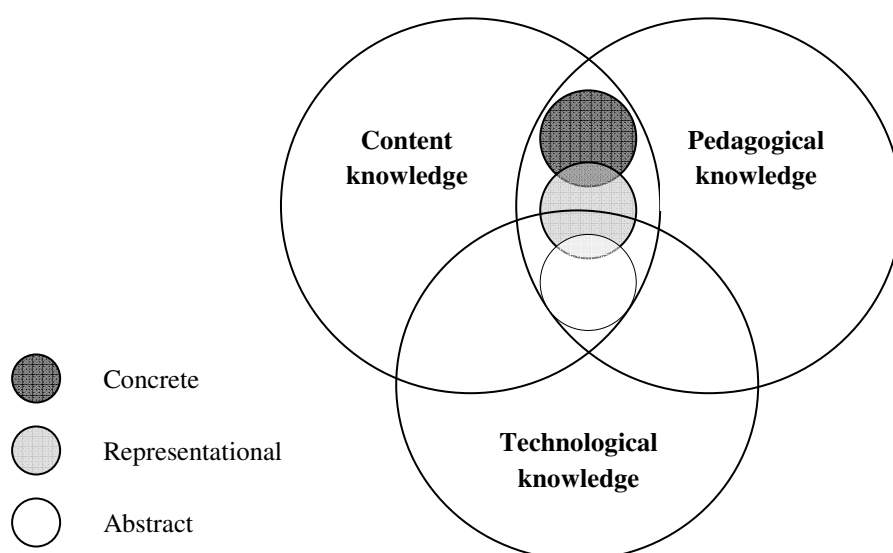 Content
knowledge
Pedagogical
knowledge
Technological
knowledge
Concrete
Representational
Abstract